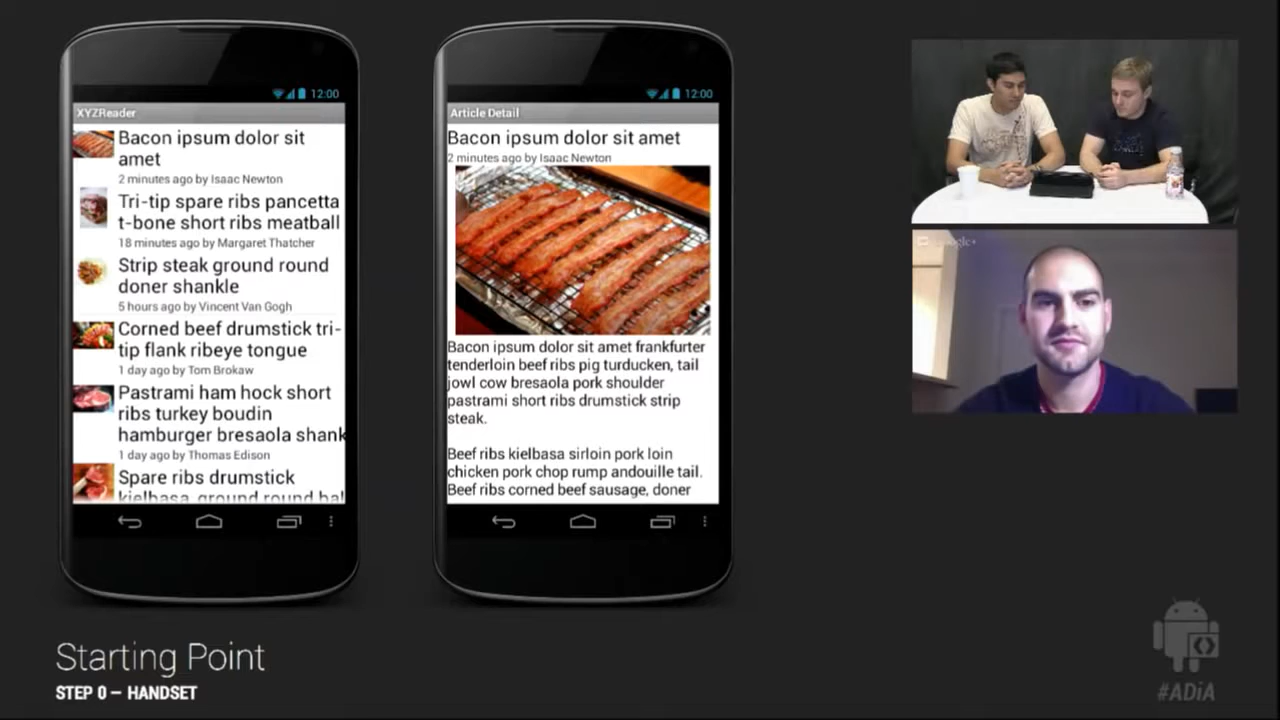 12:00
XYZReader
Bacon ipsum dolor sit
amet
2 minutes ago by Isaac Newton
Tri-tip spare ribs pancetta
t-bone short ribs meatball
18 minutes ago by Margaret Thatcher
Strip steak ground round
doner shankle
5 hours ago by Vincent Van Gogh
Corned beef drumstick tri-
tip flank ribeye tongue
1 day ago by Tom Brokaw
Pastrami ham hock short
ribs turkey boudin
hamburger bresaola shank
1 day ago by Thomas Edison
Spare ribs drumstick
kielbasa ground round bal
12:00
Article Detail
Bacon ipsum dolor sit amet
2 minutes ago by Isaac Newton
Bacon ipsum dolor sit amet frankfurter
tenderloin beef ribs pig turducken, tail
jowl cow bresaola pork shoulder
pastrami short ribs drumstick strip
steak.
Beef ribs kielbasa sirloin pork loin
chicken pork chop rump andouille tail.
Beef ribs corned beef sausage, doner
Google+
Starting Point
STEP 0 – HANDSET
#ADiA